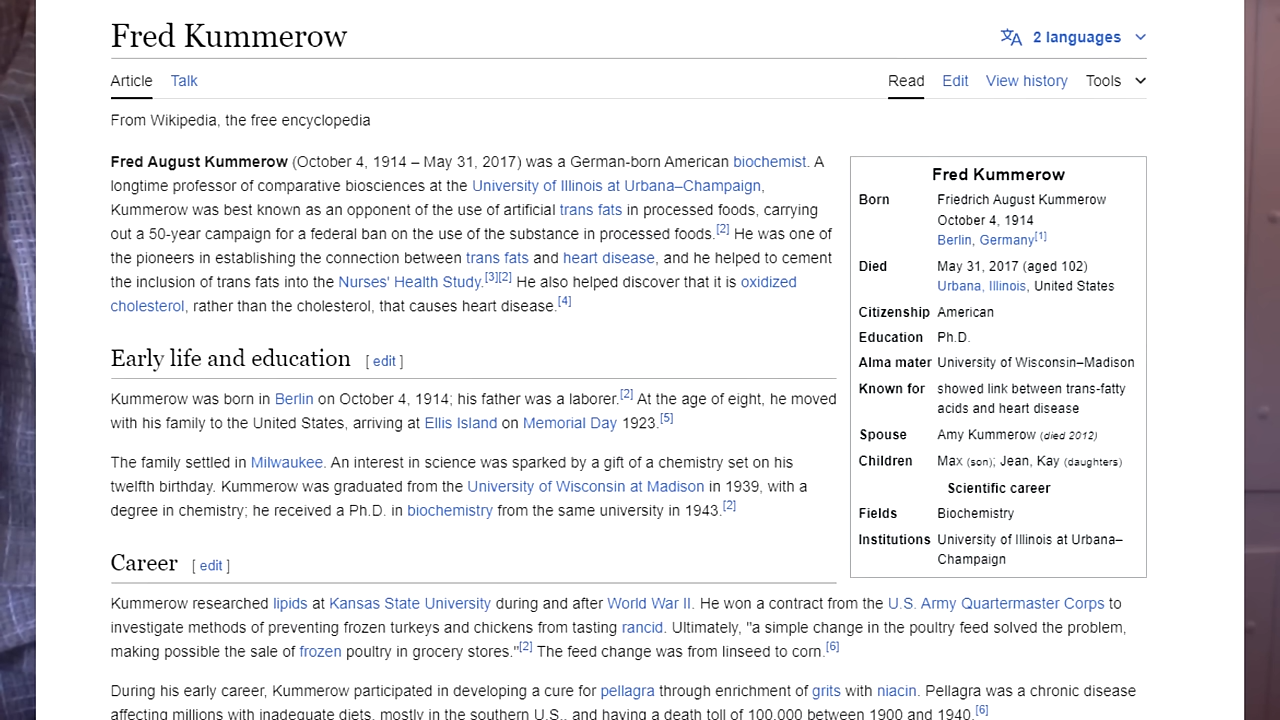 Fred Kummerow
2 languages
Article Talk
Read Edit View history Tools
From Wikipedia, the free encyclopedia
Fred August Kummerow (October 4, 1914 – May 31, 2017) was a German-born American biochemist. A
longtime professor of comparative biosciences at the University of Illinois at Urbana–Champaign,
Kummerow was best known as an opponent of the use of artificial trans fats in processed foods, carrying
out a 50-year campaign for a federal ban on the use of the substance in processed foods.[2] He was one of
the pioneers in establishing the connection between trans fats and heart disease, and he helped to cement
the inclusion of trans fats into the Nurses' Health Study.[3][2] He also helped discover that it is oxidized
cholesterol, rather than the cholesterol, that causes heart disease.[4]
Fred Kummerow
Born Friedrich August Kummerow
October 4, 1914
Berlin, Germany[1]
Died May 31, 2017 (aged 102)
Urbana, Illinois, United States
Citizenship American
Education Ph.D.
Alma mater University of Wisconsin–Madison
Known for showed link between trans-fatty
acids and heart disease
Spouse Amy Kummerow (died 2012)
Children Max (son); Jean, Kay (daughters)
Scientific career
Fields Biochemistry
Institutions University of Illinois at Urbana–
Champaign
Early life and education [ edit ]
Kummerow was born in Berlin on October 4, 1914; his father was a laborer.[2] At the age of eight, he moved
with his family to the United States, arriving at Ellis Island on Memorial Day 1923.[5]
The family settled in Milwaukee. An interest in science was sparked by a gift of a chemistry set on his
twelfth birthday. Kummerow was graduated from the University of Wisconsin at Madison in 1939, with a
degree in chemistry; he received a Ph.D. in biochemistry from the same university in 1943.[2]
Career [ edit ]
Kummerow researched lipids at Kansas State University during and after World War II. He won a contract from the U.S. Army Quartermaster Corps to
investigate methods of preventing frozen turkeys and chickens from tasting rancid. Ultimately, "a simple change in the poultry feed solved the problem,
making possible the sale of frozen poultry in grocery stores."[2] The feed change was from linseed to corn.[6]
During his early career, Kummerow participated in developing a cure for pellagra through enrichment of grits with niacin. Pellagra was a chronic disease
affecting millions with inadequate diets, mostly in the southern U.S., and having a death toll of 100,000 between 1900 and 1940.[6]